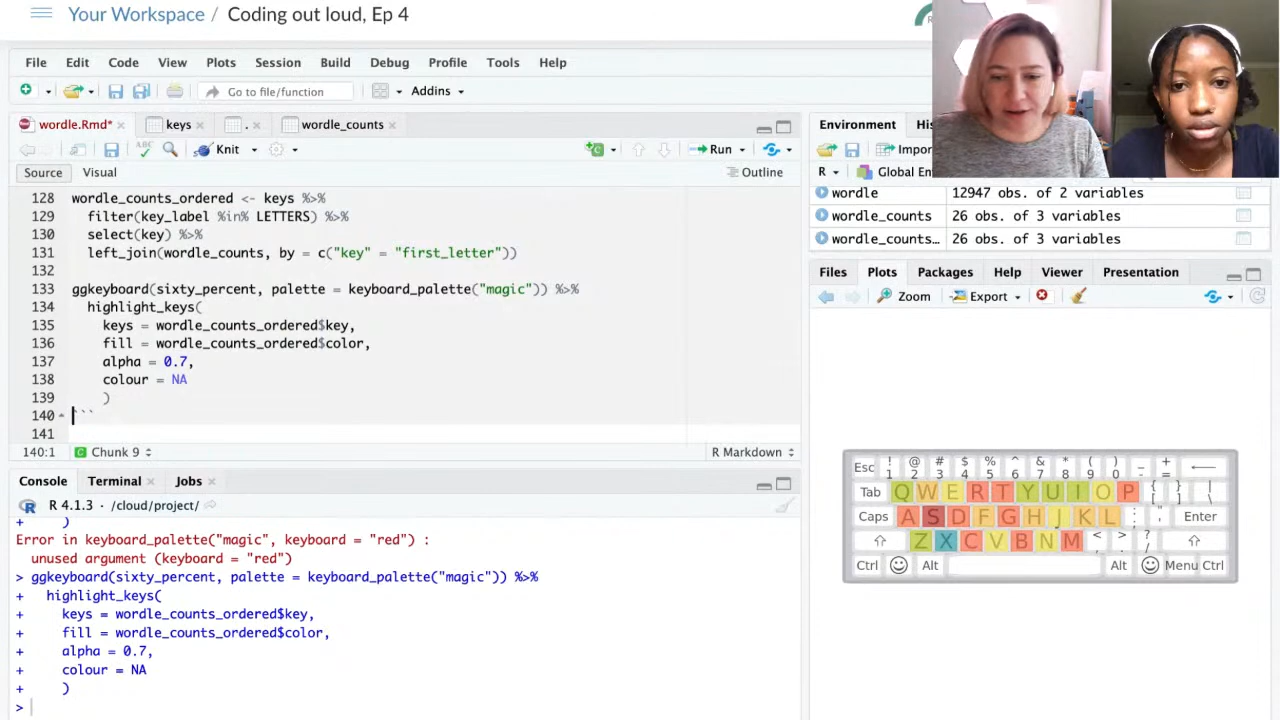 Your Workspace / Coding out loud, Ep 4
File Edit Code View Plots Session Build Debug Profile Tools Help
Go to file/function Addins
wordle.Rmd* keys . wordle_counts
ABC Knit Run
Source Visual Outline
128 wordle_counts_ordered <- keys %>%
129 filter(key_label %in% LETTERS) %>%
130 select(key) %>%
131 left_join(wordle_counts, by = c("key" = "first_letter"))
132
133 ggkeyboard(sixty_percent, palette = keyboard_palette("magic")) %>%
134 highlight_keys(
135 keys = wordle_counts_ordered$key,
136 fill = wordle_counts_ordered$color,
137 alpha = 0.7,
138 colour = NA
139 )
140 ```
141
140:1 Chunk 9 R Markdown
Console Terminal Jobs
R 4.1.3 · /cloud/project/
+ )
Error in keyboard_palette("magic", keyboard = "red") :
unused argument (keyboard = "red")
> ggkeyboard(sixty_percent, palette = keyboard_palette("magic")) %>%
+ highlight_keys(
+ keys = wordle_counts_ordered$key,
+ fill = wordle_counts_ordered$color,
+ alpha = 0.7,
+ colour = NA
+ )
>
Environment His
Impor
R Global En
wordle 12947 obs. of 2 variables
wordle_counts 26 obs. of 3 variables
wordle_counts… 26 obs. of 3 variables
Files Plots Packages Help Viewer Presentation
Zoom Export
Esc ! 1 @ 2 # 3 $ 4 % 5 ^ 6 & 7 * 8 ( 9 ) 0 _ - + = ←
Tab Q W E R T Y U I O P { [ } ] | \
Caps A S D F G H J K L : ; " ' Enter
⇧ Z X C V B N M < , > . ? / ⇧
Ctrl Alt Alt Menu Ctrl